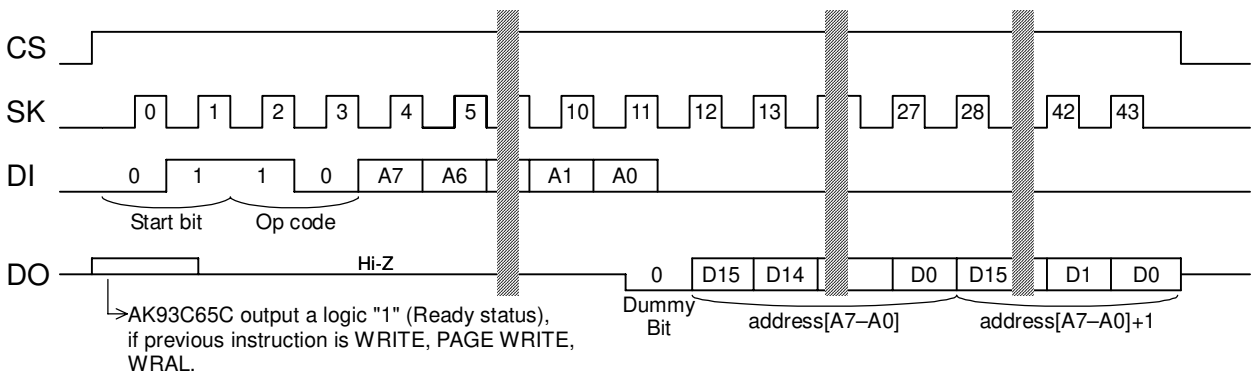 CS
SK 0 1 2 3 4 5 10 11 12 13 27 28 42 43
DI 0 1 1 0 A7 A6 A1 A0
Start bit Op code
DO Hi-Z 0 D15 D14 D0 D15 D1 D0
Dummy
Bit
address[A7–A0] address[A7–A0]+1
AK93C65C output a logic "1" (Ready status),
if previous instruction is WRITE, PAGE WRITE,
WRAL.